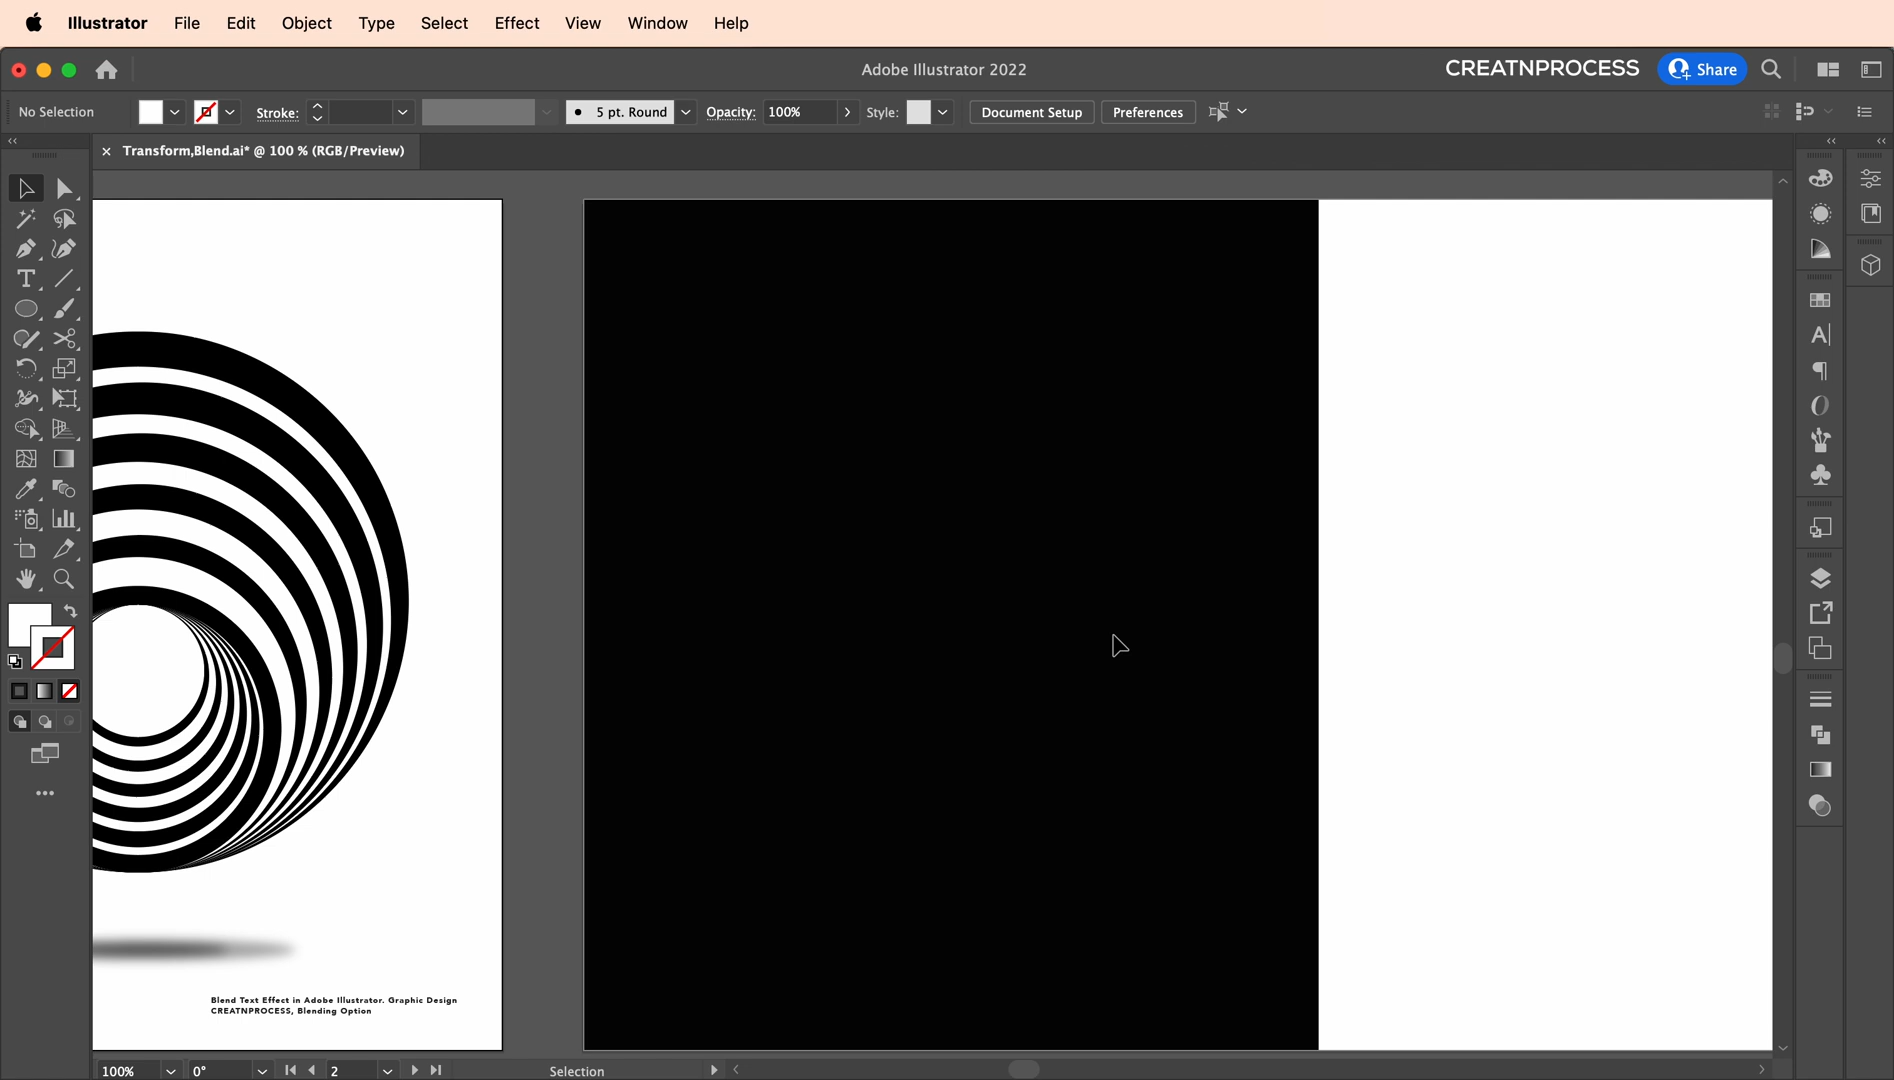 Illustrator File Edit Object Type Select Effect View Window Help
Adobe Illustrator 2022
CREATNPROCESS
Share
No Selection
Stroke:
5 pt. Round
Opacity: 100%
Style:
Document Setup
Preferences
× Transform,Blend.ai* @ 100 % (RGB/Preview)
Blend Text Effect in Adobe Illustrator. Graphic Design
CREATNPROCESS, Blending Option
100%
0°
2
Selection